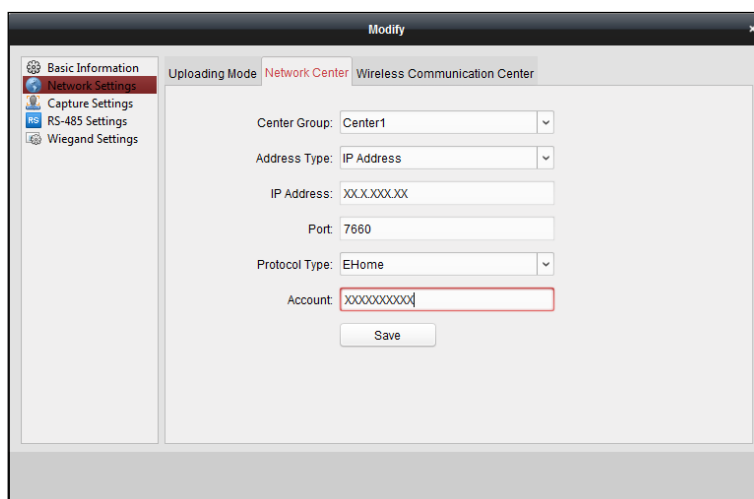 Modify
×
Basic Information
Network Settings
Capture Settings
RS RS-485 Settings
Wiegand Settings
Uploading Mode Network Center Wireless Communication Center
Center Group: Center1
Address Type: IP Address
IP Address: XX.X.XXX.XX
Port: 7660
Protocol Type: EHome
Account: XXXXXXXXXX
Save